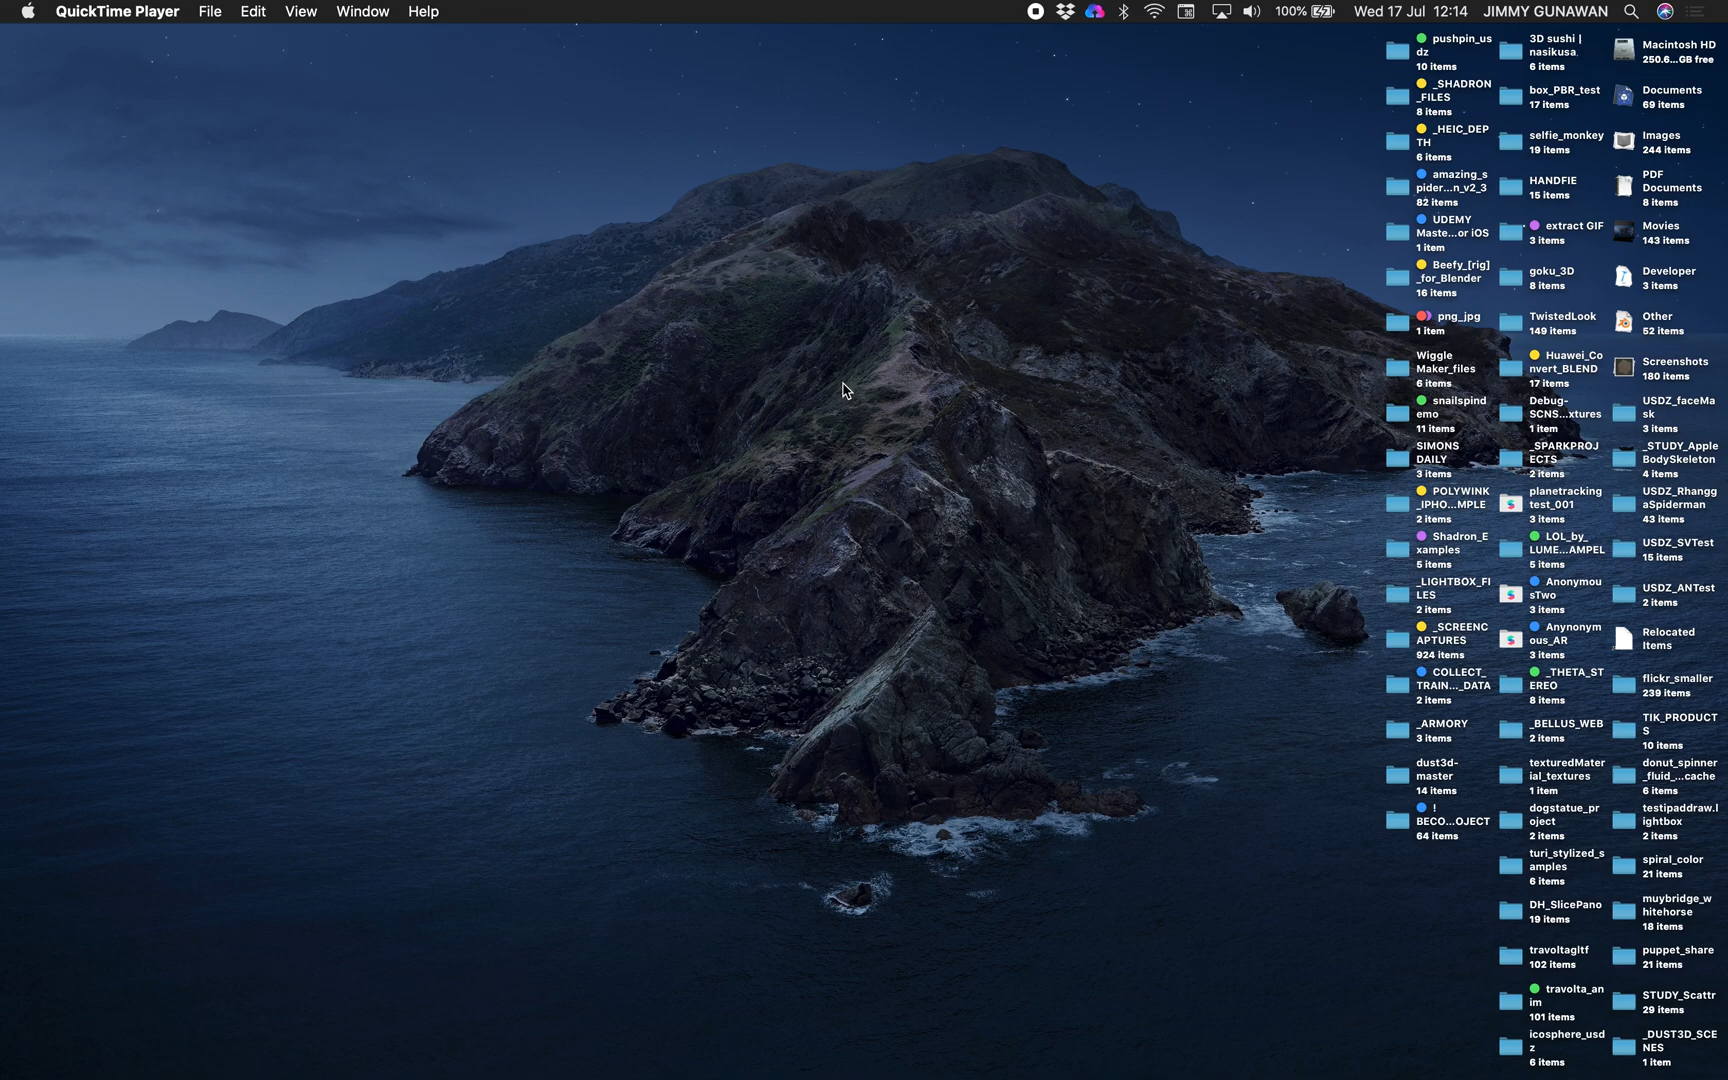 QuickTime Player File Edit View Window Help
100% Wed 17 Jul 12:14 JIMMY GUNAWAN
pushpin_us
dz
10 items
_SHADRON
_FILES
8 items
_HEIC_DEP
TH
6 items
amazing_s
pider...n_v2_3
82 items
UDEMY
Maste...or iOS
1 item
Beefy_[rig]
_for_Blender
16 items
png_jpg
1 item
Wiggle
Maker_files
6 items
snailspind
emo
11 items
SIMONS
DAILY
3 items
POLYWINK
_IPHO...MPLE
2 items
Shadron_E
xamples
5 items
_LIGHTBOX_FI
LES
2 items
_SCREENC
APTURES
924 items
COLLECT_
TRAIN..._DATA
2 items
_ARMORY
3 items
dust3d-
master
14 items
!
BECO...OJECT
64 items
3D sushi |
nasikusa
6 items
box_PBR_test
17 items
selfie_monkey
19 items
HANDFIE
15 items
extract GIF
3 items
goku_3D
8 items
TwistedLook
149 items
Huawei_Co
nvert_BLEND
17 items
Debug-
SCNS...xtures
1 item
_SPARKPROJ
ECTS
2 items
planetracking
test_001
3 items
LOL_by_
LUME...AMPEL
5 items
Anonymou
sTwo
3 items
Anynonym
ous_AR
3 items
_THETA_ST
EREO
8 items
_BELLUS_WEB
2 items
texturedMater
ial_textures
1 item
dogstatue_pr
oject
2 items
turi_stylized_s
amples
6 items
DH_SlicePano
19 items
travoltagltf
102 items
travolta_an
im
101 items
icosphere_usd
z
6 items
Macintosh HD
250.6...GB free
Documents
69 items
Images
244 items
PDF
Documents
8 items
Movies
143 items
Developer
3 items
Other
52 items
Screenshots
180 items
USDZ_faceMa
sk
3 items
_STUDY_Apple
BodySkeleton
4 items
USDZ_Rhangg
aSpiderman
43 items
USDZ_SVTest
15 items
USDZ_ANTest
2 items
Relocated
Items
flickr_smaller
239 items
TIK_PRODUCT
S
10 items
donut_spinner
_fluid_...cache
6 items
testipaddraw.l
ightbox
2 items
spiral_color
21 items
muybridge_w
hitehorse
18 items
puppet_share
21 items
STUDY_Scattr
29 items
_DUST3D_SCE
NES
1 item